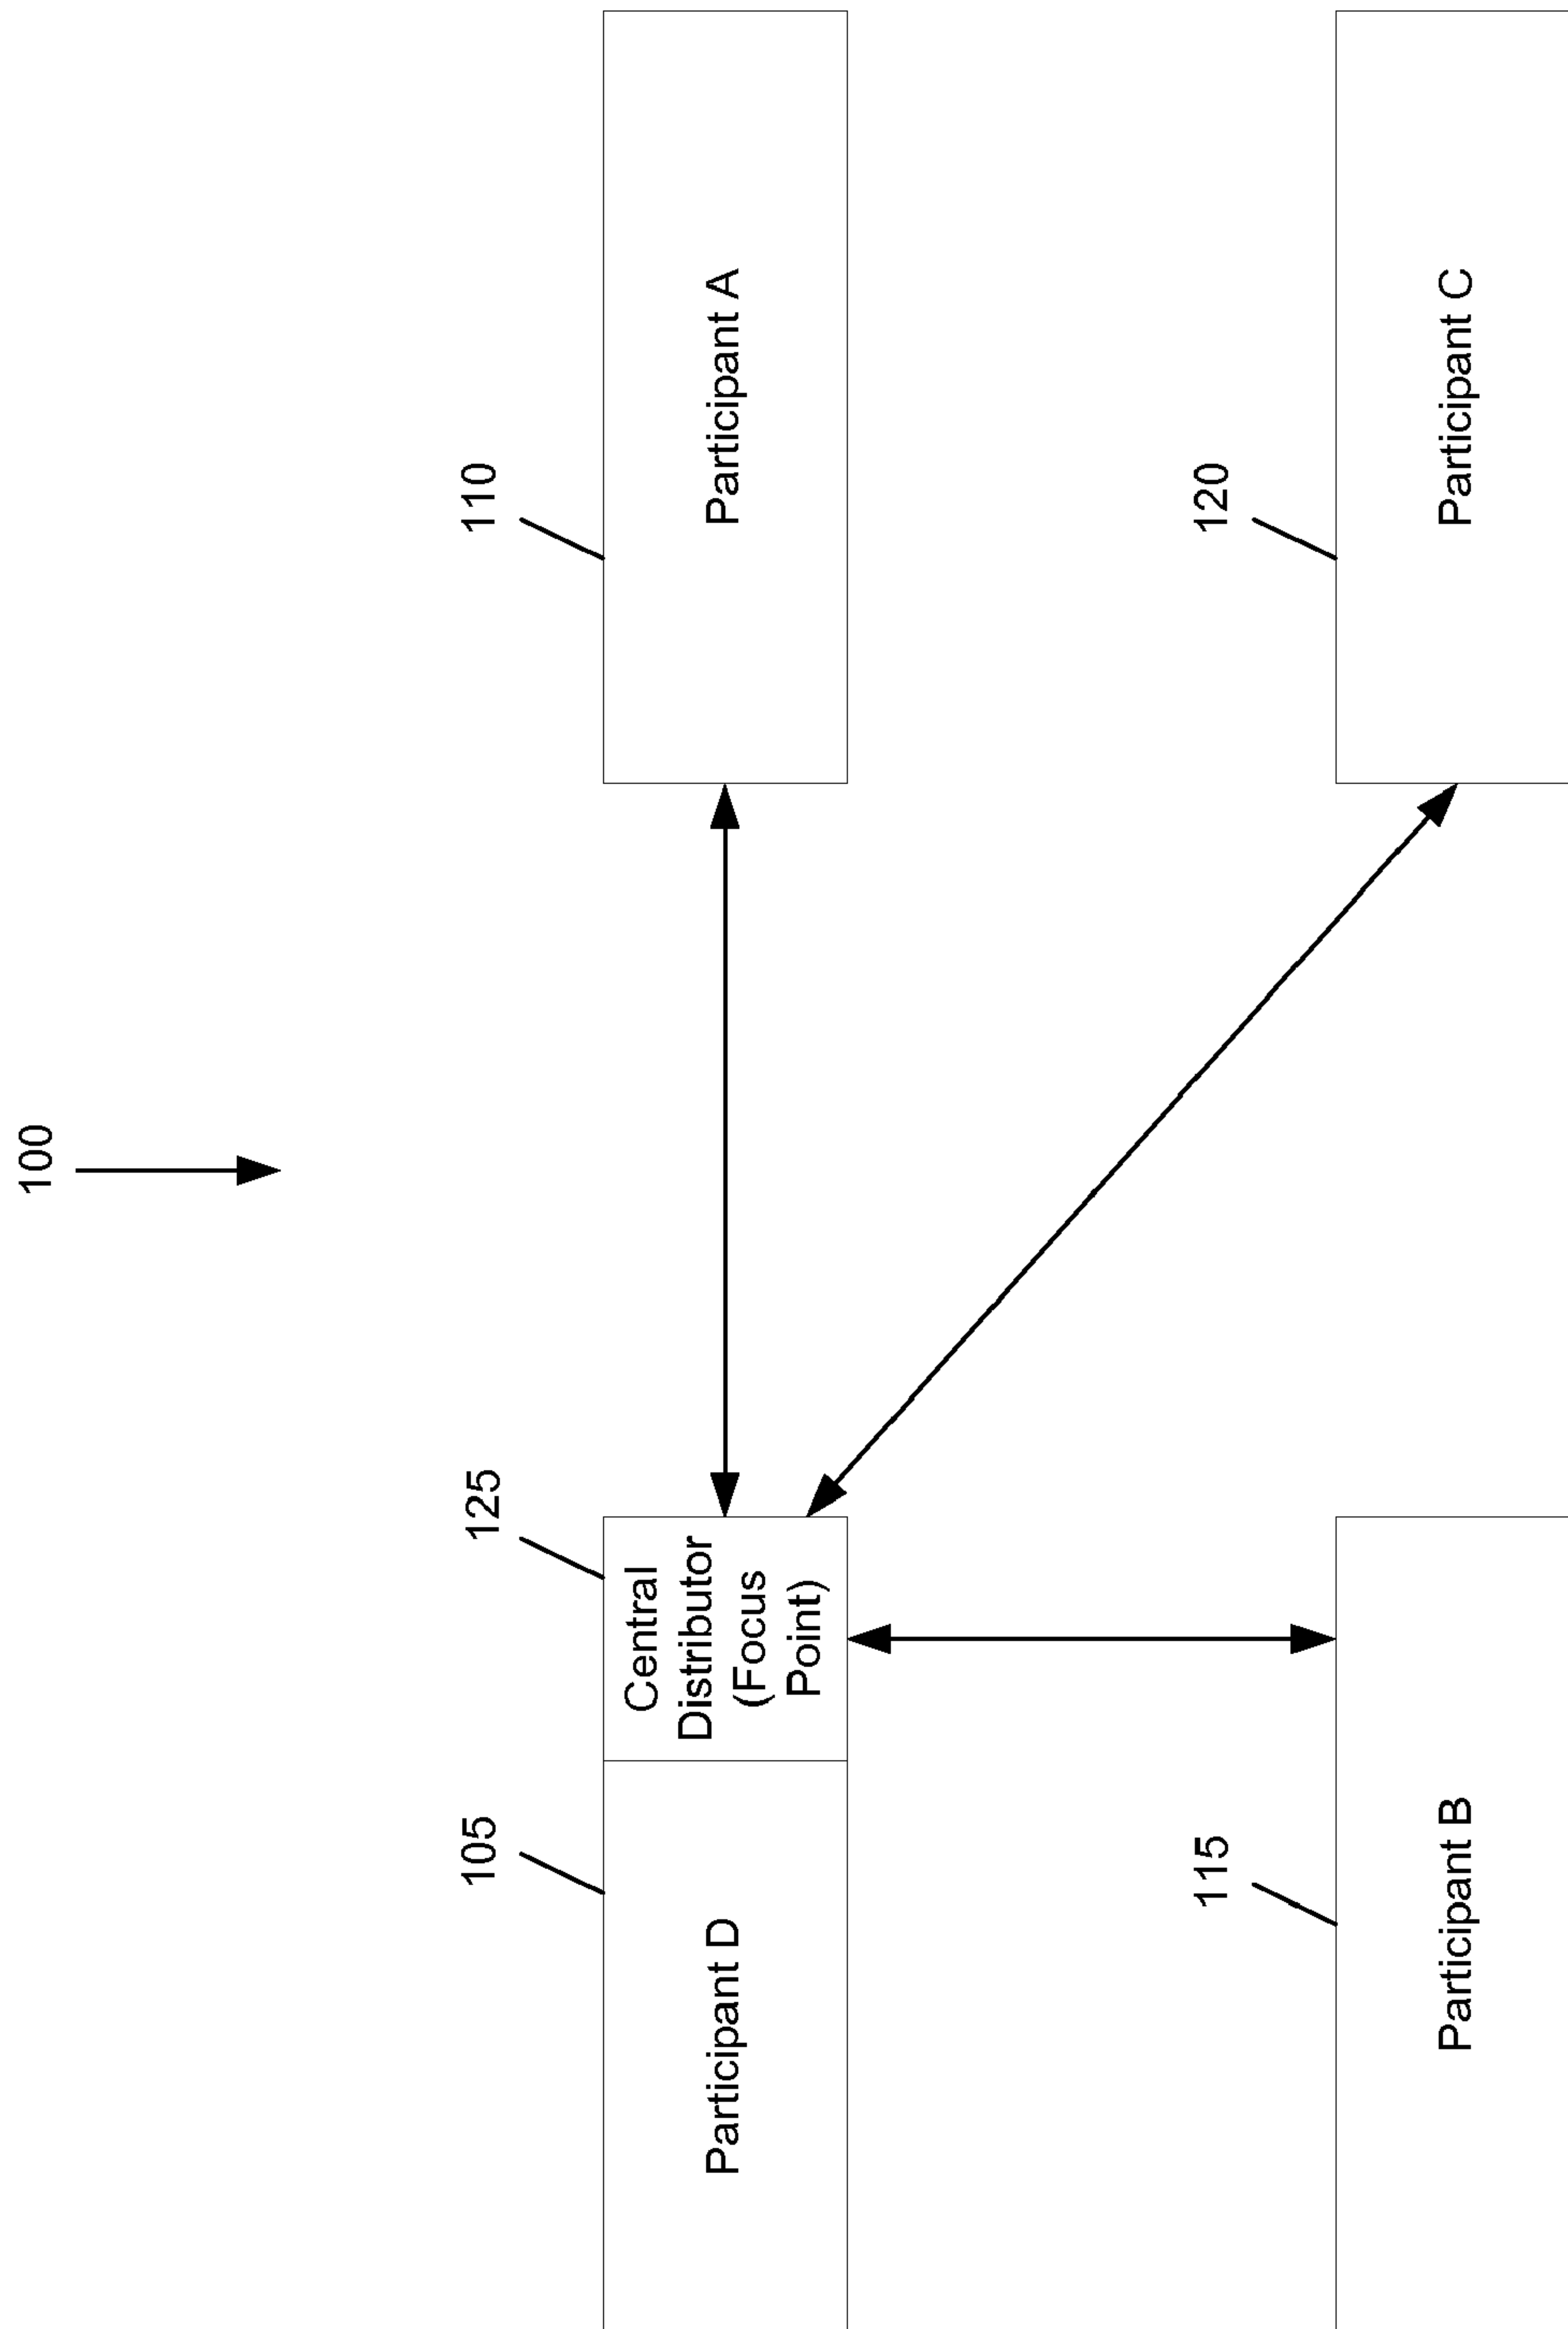 100
105
125
110
Participant D
Central
Distributor
(Focus
Point)
Participant A
115
120
Participant B
Participant C